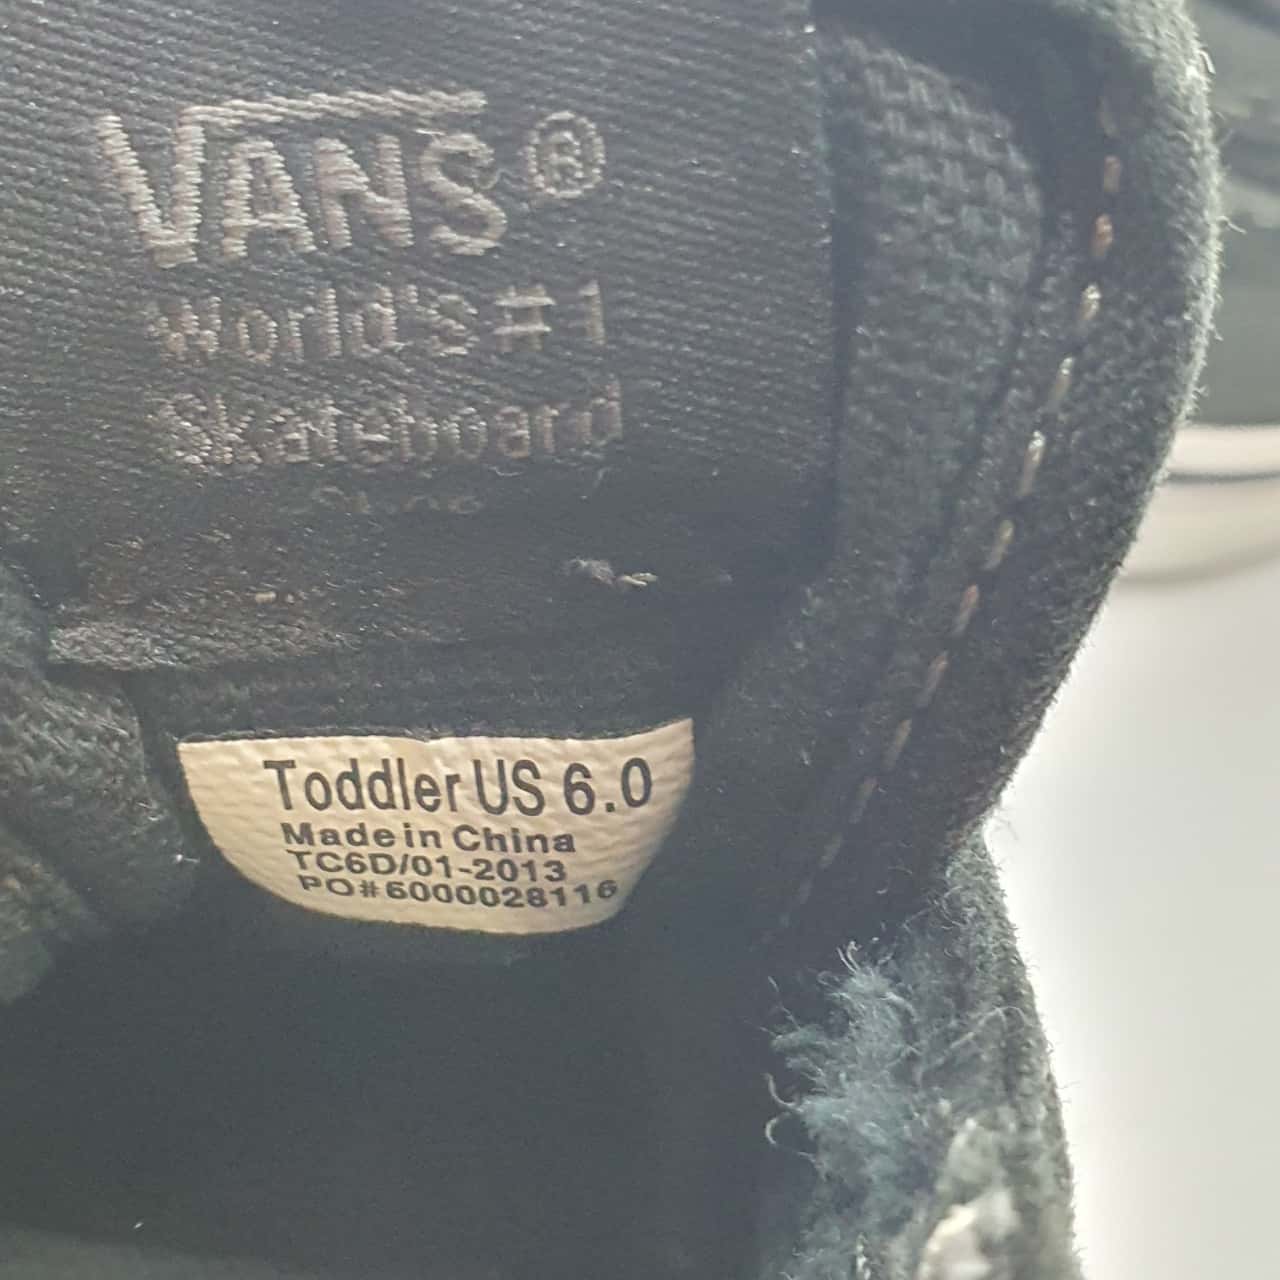 VANS®
World's #1
Skateboard
Toddler US 6.0
Made in China
TC6D/01-2013
PO#6000028116